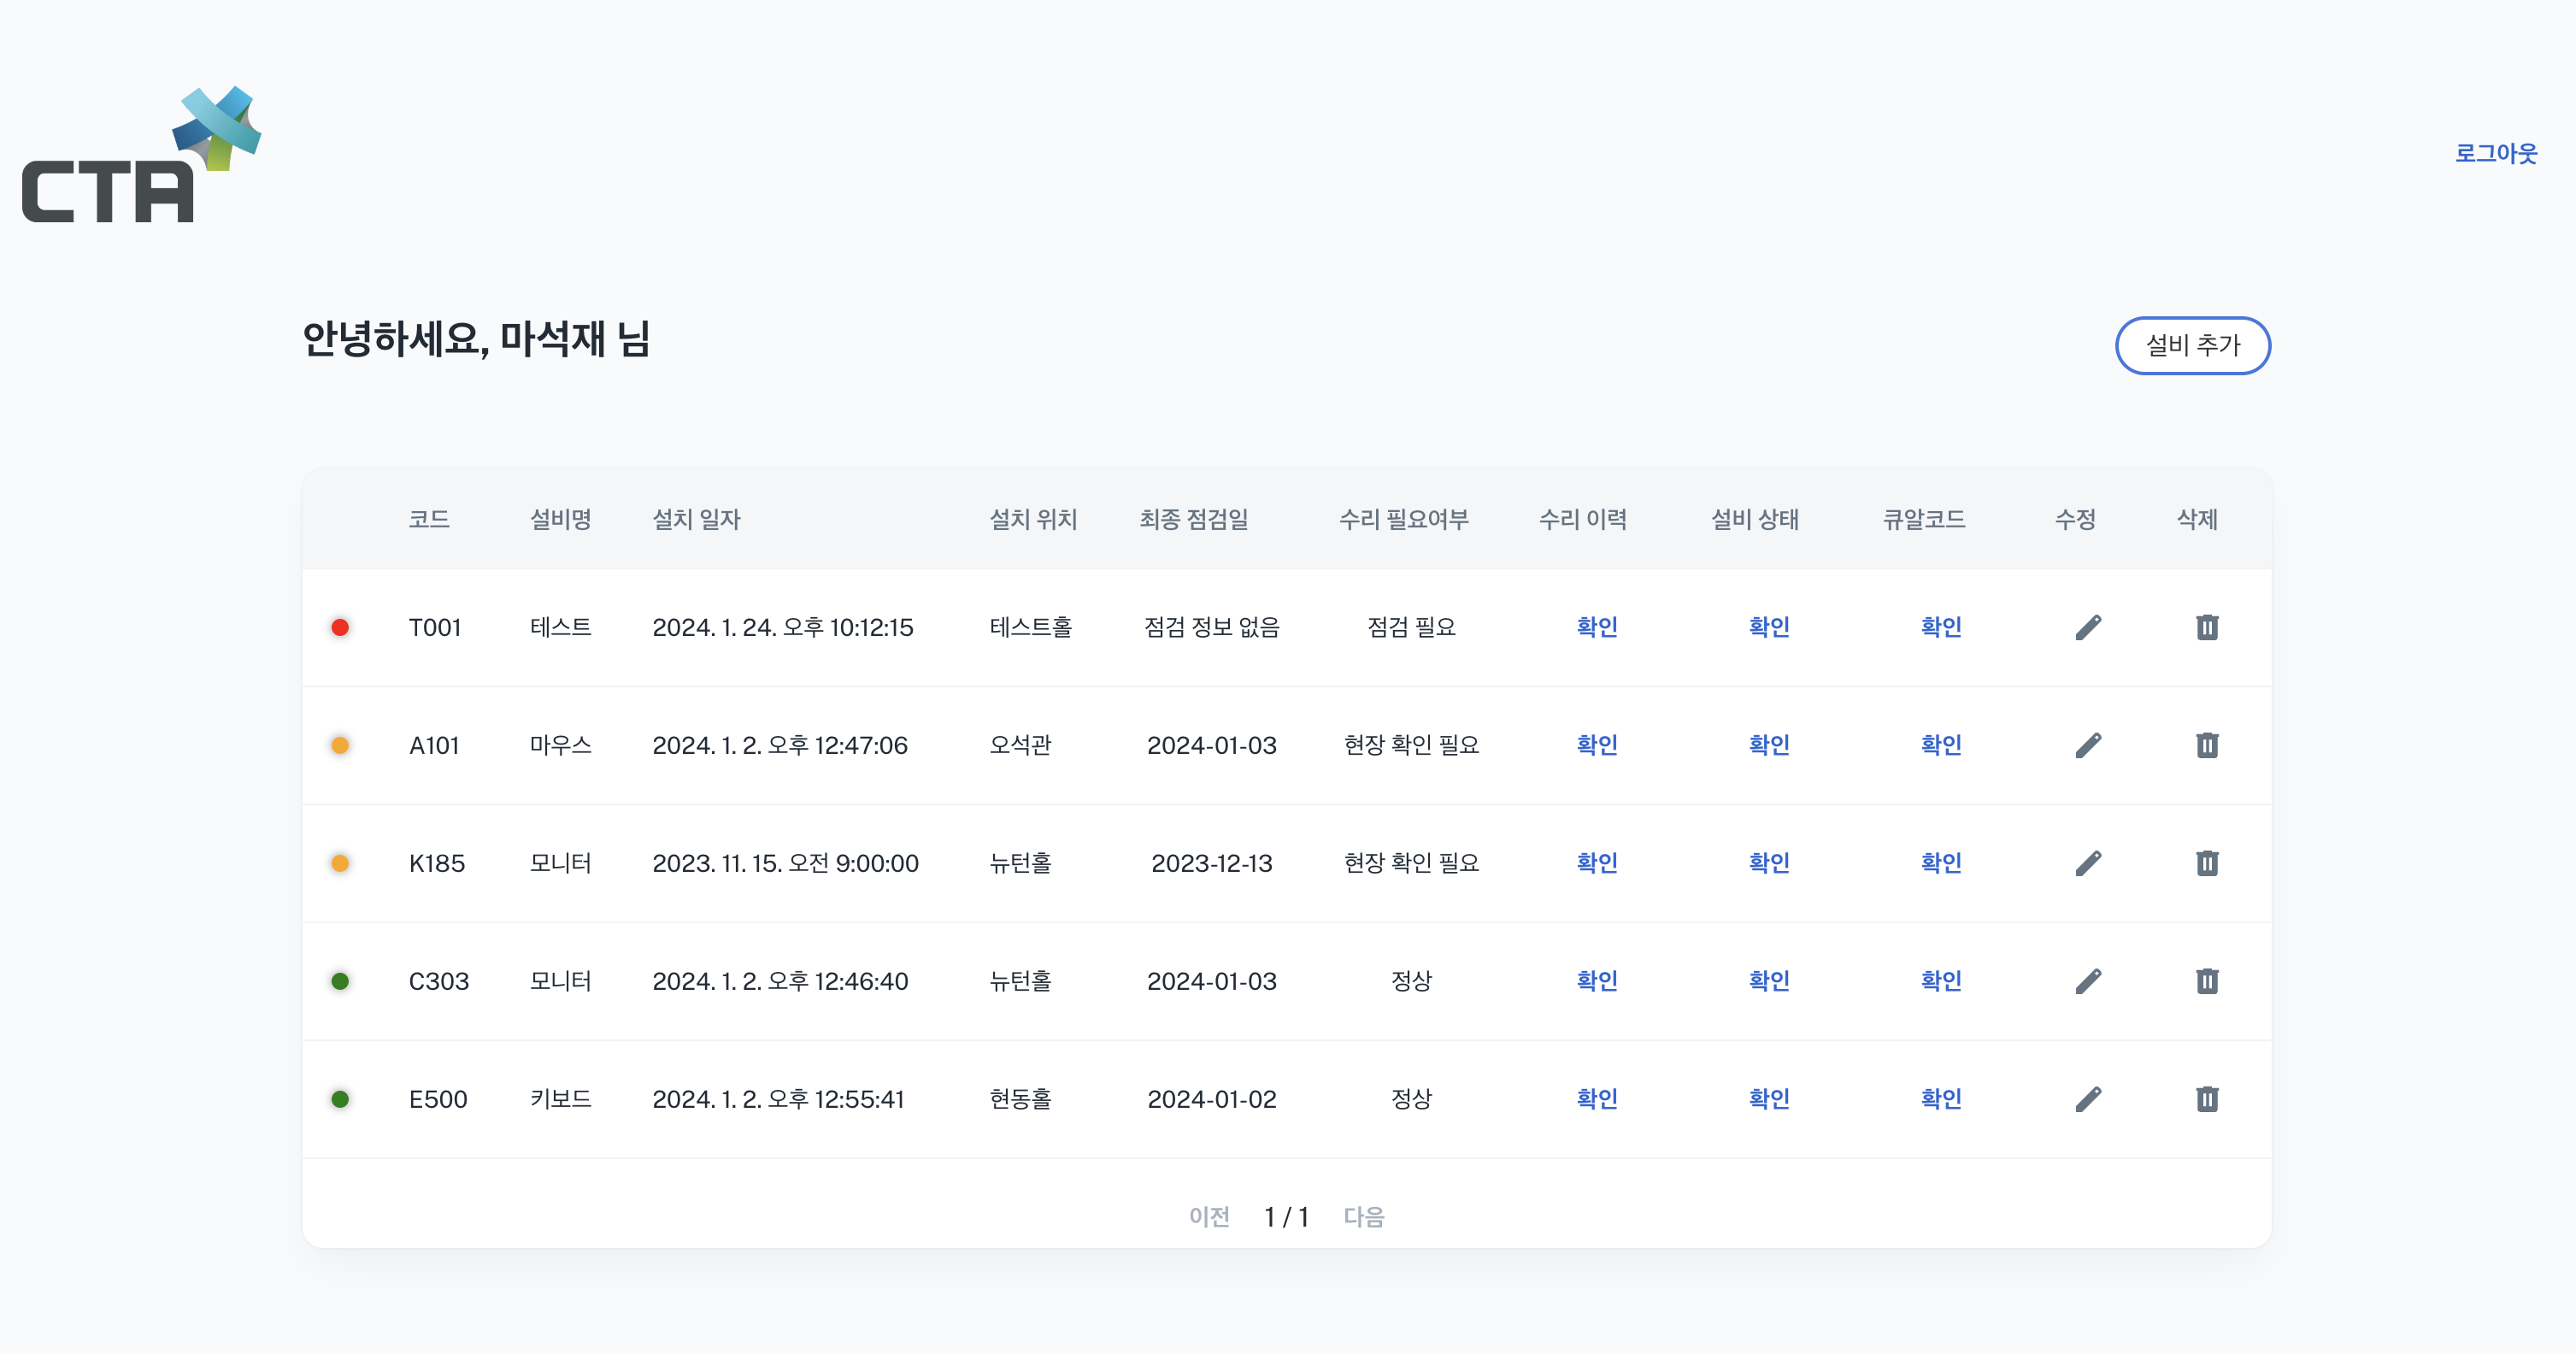 CTA
로그아웃
안녕하세요, 마석재 님
설비 추가
코드 설비명 설치 일자 설치 위치 최종 점검일 수리 필요여부 수리 이력 설비 상태 큐알코드 수정 삭제
T001 테스트 2024. 1. 24. 오후 10:12:15 테스트홀 점검 정보 없음 점검 필요 확인 확인 확인
A101 마우스 2024. 1. 2. 오후 12:47:06 오석관 2024-01-03 현장 확인 필요 확인 확인 확인
K185 모니터 2023. 11. 15. 오전 9:00:00 뉴턴홀 2023-12-13 현장 확인 필요 확인 확인 확인
C303 모니터 2024. 1. 2. 오후 12:46:40 뉴턴홀 2024-01-03 정상 확인 확인 확인
E500 키보드 2024. 1. 2. 오후 12:55:41 현동홀 2024-01-02 정상 확인 확인 확인
이전 1 / 1 다음